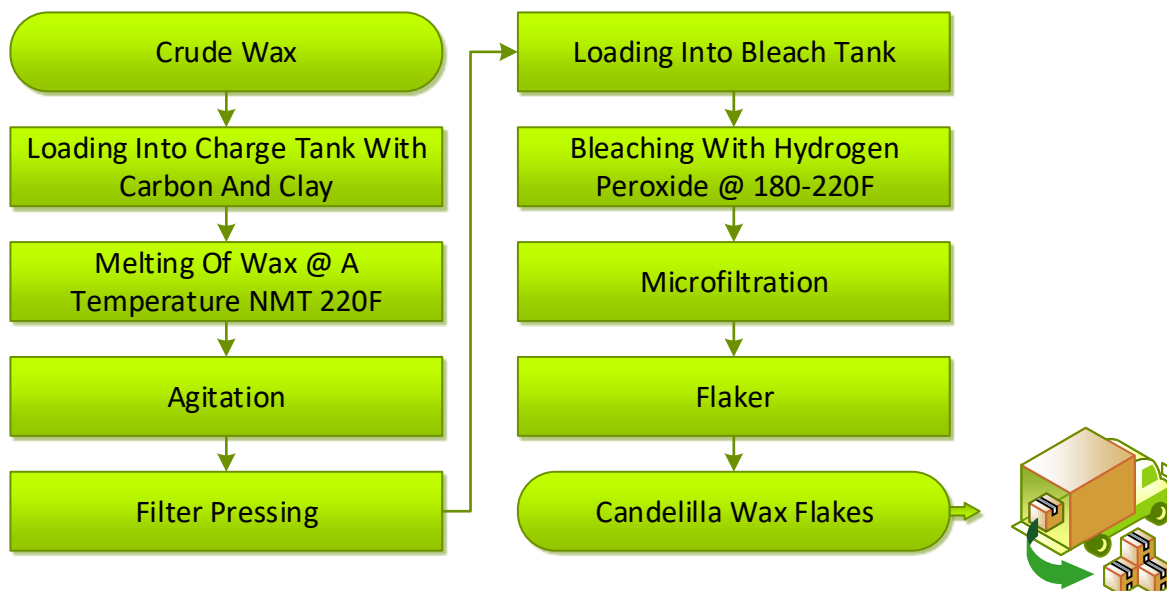 Crude Wax
Loading Into Charge Tank With
Carbon And Clay
Melting Of Wax @ A
Temperature NMT 220F
Agitation
Filter Pressing
Loading Into Bleach Tank
Bleaching With Hydrogen
Peroxide @ 180-220F
Microfiltration
Flaker
Candelilla Wax Flakes